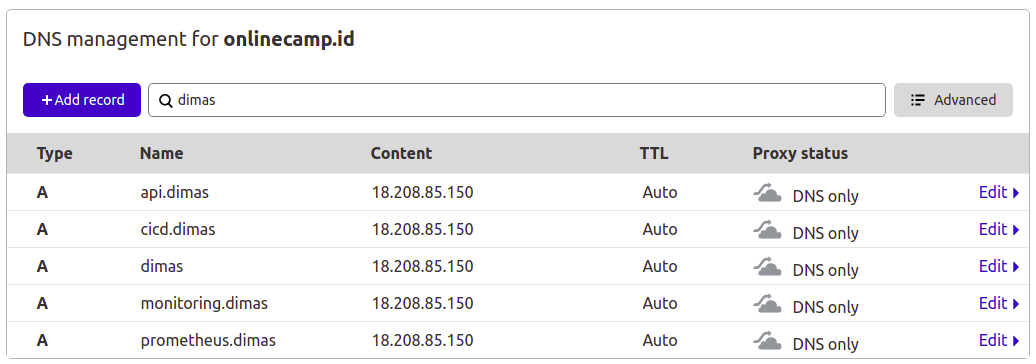 DNS management for onlinecamp.id
+Add record dimas Advanced
Type Name Content TTL Proxy status
A api.dimas 18.208.85.150 Auto DNS only Edit
A cicd.dimas 18.208.85.150 Auto DNS only Edit
A dimas 18.208.85.150 Auto DNS only Edit
A monitoring.dimas 18.208.85.150 Auto DNS only Edit
A prometheus.dimas 18.208.85.150 Auto DNS only Edit